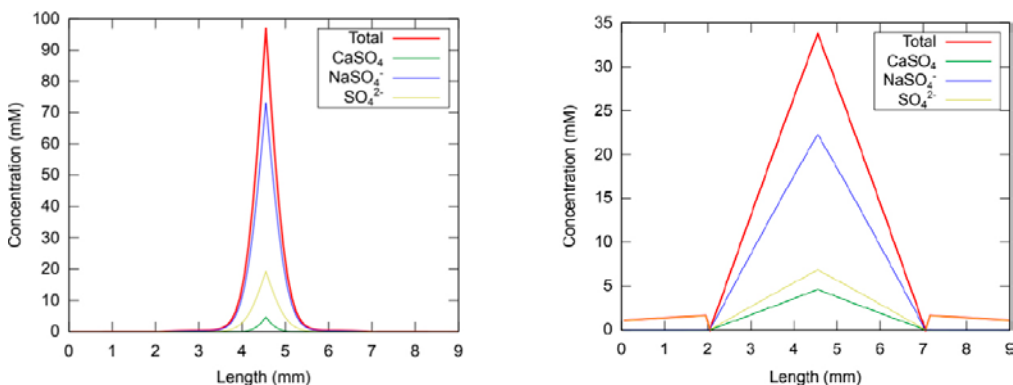 100
90
80
70
60
50
40
30
20
10
0
Concentration (mM)
Total
CaSO₄
NaSO₄⁻
SO₄²⁻
0 1 2 3 4 5 6 7 8 9
Length (mm)
35
30
25
20
15
10
5
0
Concentration (mM)
Total
CaSO₄
NaSO₄⁻
SO₄²⁻
0 1 2 3 4 5 6 7 8 9
Length (mm)